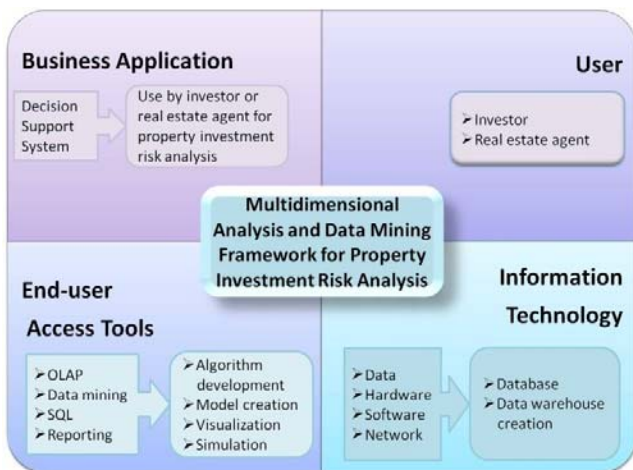 Business Application
Decision
Support
System
Use by investor or
real estate agent for
property investment
risk analysis
User
➢Investor
➢Real estate agent
Multidimensional
Analysis and Data Mining
Framework for Property
Investment Risk Analysis
End-user
Access Tools
➢OLAP
➢Data mining
➢SQL
➢Reporting
➢Algorithm
development
➢Model creation
➢Visualization
➢Simulation
Information
Technology
➢Data
➢Hardware
➢Software
➢Network
➢Database
➢Data warehouse
creation